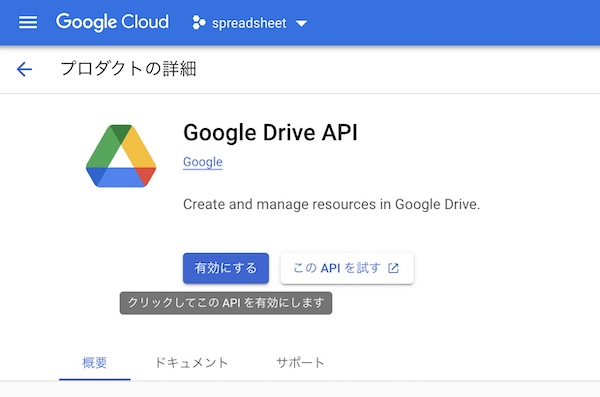 Google Cloud
spreadsheet
プロダクトの詳細
Google Drive API
Google
Create and manage resources in Google Drive.
有効にする
この API を試す
クリックしてこの API を有効にします
概要
ドキュメント
サポート